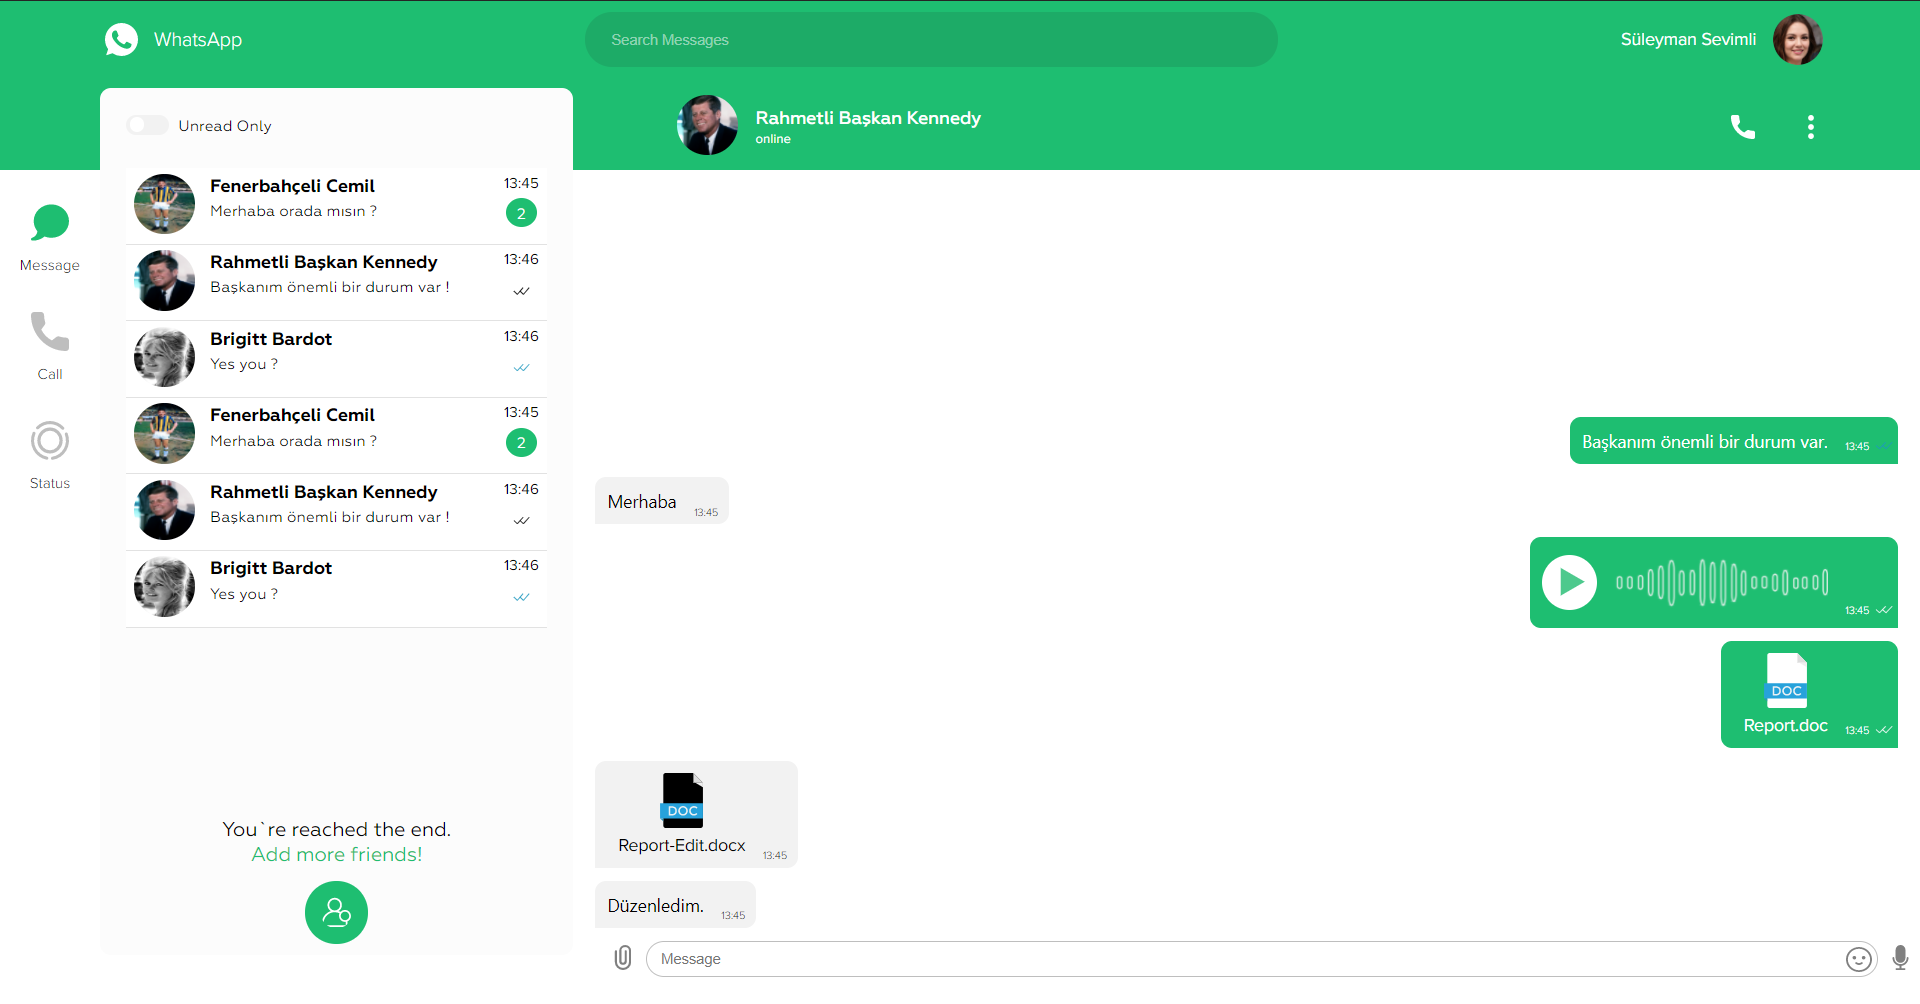 WhatsApp
Search Messages
Süleyman Sevimli
Unread Only
Rahmetli Başkan Kennedy
online
Message
Call
Status
Fenerbahçeli Cemil 13:45
Merhaba orada mısın ? 2
Rahmetli Başkan Kennedy 13:46
Başkanım önemli bir durum var !
Brigitt Bardot 13:46
Yes you ?
Fenerbahçeli Cemil 13:45
Merhaba orada mısın ? 2
Rahmetli Başkan Kennedy 13:46
Başkanım önemli bir durum var !
Brigitt Bardot 13:46
Yes you ?
You`re reached the end.
Add more friends!
Başkanım önemli bir durum var. 13:45
Merhaba 13:45
13:45
DOC
Report.doc 13:45
DOC
Report-Edit.docx 13:45
Düzenledim. 13:45
Message